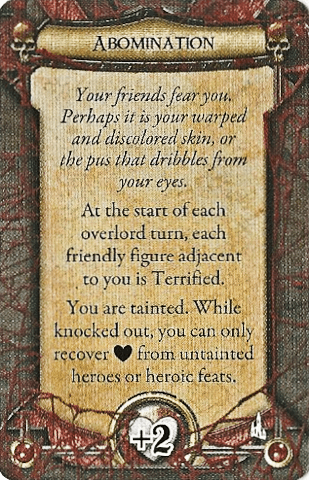 Abomination
Your friends fear you.
Perhaps it is your warped
and discolored skin, or
the pus that dribbles from
your eyes.
At the start of each
overlord turn, each
friendly figure adjacent
to you is Terrified.
You are tainted. While
knocked out, you can only
recover ♥ from untainted
heroes or heroic feats.
+2